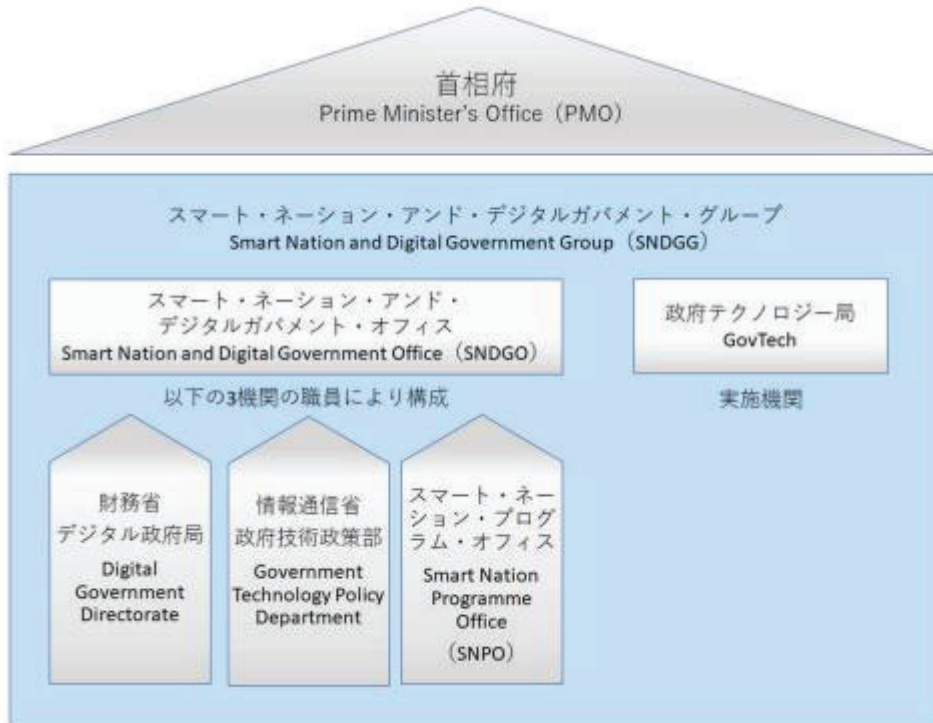 首相府
Prime Minister's Office（PMO）
スマート・ネーション・アンド・デジタルガバメント・グループ
Smart Nation and Digital Government Group（SNDGG）
スマート・ネーション・アンド・
デジタルガバメント・オフィス
Smart Nation and Digital Government Office（SNDGO）
政府テクノロジー局
GovTech
以下の3機関の職員により構成
実施機関
財務省
デジタル政府局
Digital
Government
Directorate
情報通信省
政府技術政策部
Government
Technology Policy
Department
スマート・ネー
ション・プログ
ラム・オフィス
Smart Nation
Programme
Office
（SNPO）